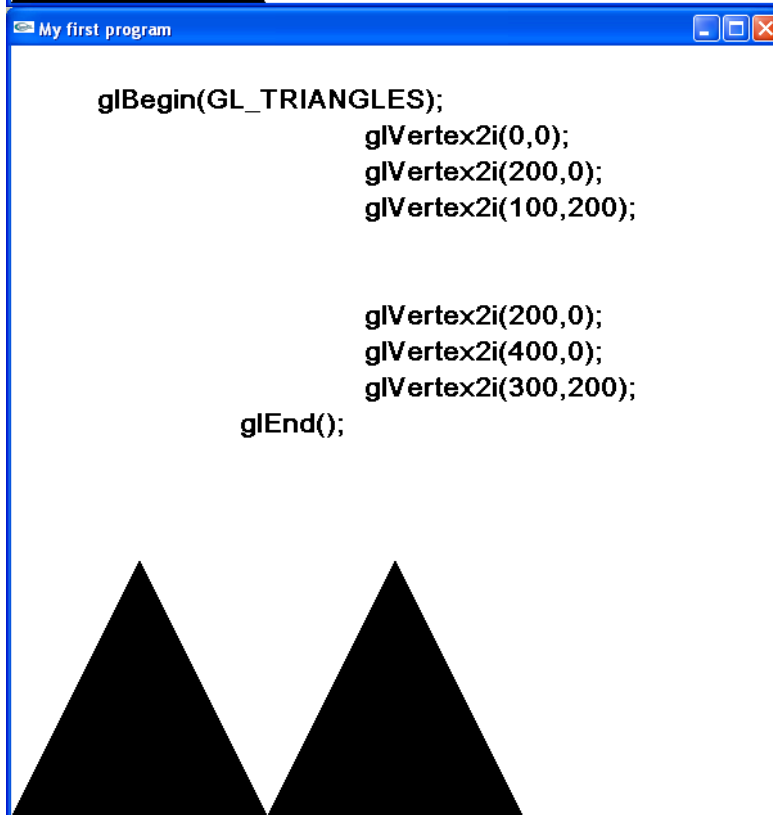 My first program
glBegin(GL_TRIANGLES);
glVertex2i(0,0);
glVertex2i(200,0);
glVertex2i(100,200);
glVertex2i(200,0);
glVertex2i(400,0);
glVertex2i(300,200);
glEnd();